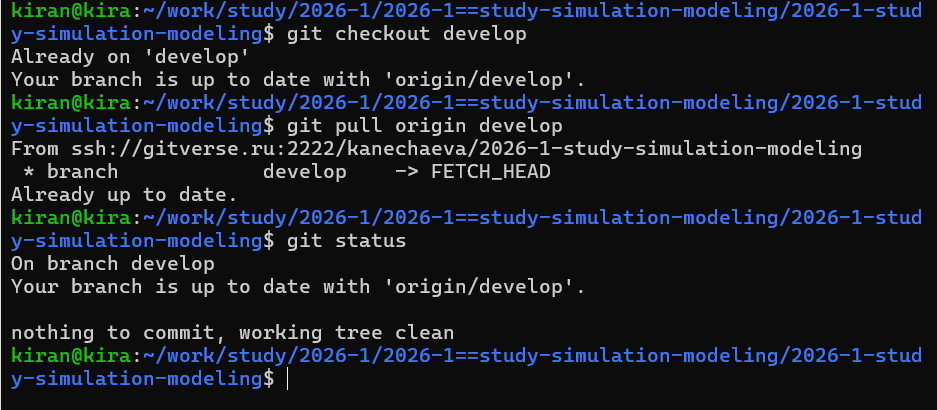 kiran@kira:~/work/study/2026-1/2026-1==study-simulation-modeling/2026-1-stud
y-simulation-modeling$ git checkout develop
Already on 'develop'
Your branch is up to date with 'origin/develop'.
kiran@kira:~/work/study/2026-1/2026-1==study-simulation-modeling/2026-1-stud
y-simulation-modeling$ git pull origin develop
From ssh://gitverse.ru:2222/kanechaeva/2026-1-study-simulation-modeling
 * branch            develop    -> FETCH_HEAD
Already up to date.
kiran@kira:~/work/study/2026-1/2026-1==study-simulation-modeling/2026-1-stud
y-simulation-modeling$ git status
On branch develop
Your branch is up to date with 'origin/develop'.

nothing to commit, working tree clean
kiran@kira:~/work/study/2026-1/2026-1==study-simulation-modeling/2026-1-stud
y-simulation-modeling$